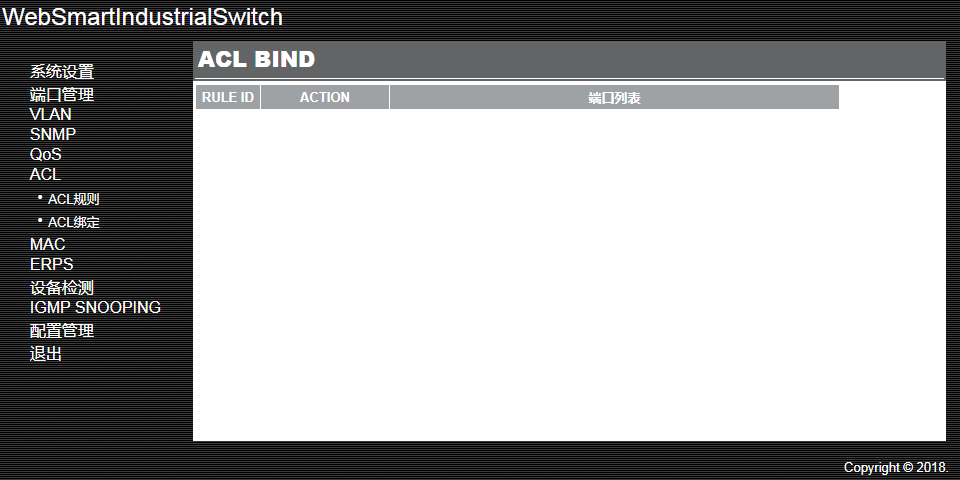 WebSmartIndustrialSwitch
系统设置
端口管理
VLAN
SNMP
QoS
ACL
• ACL规则
• ACL绑定
MAC
ERPS
设备检测
IGMP SNOOPING
配置管理
退出
ACL BIND
RULE ID ACTION 端口列表
Copyright © 2018.